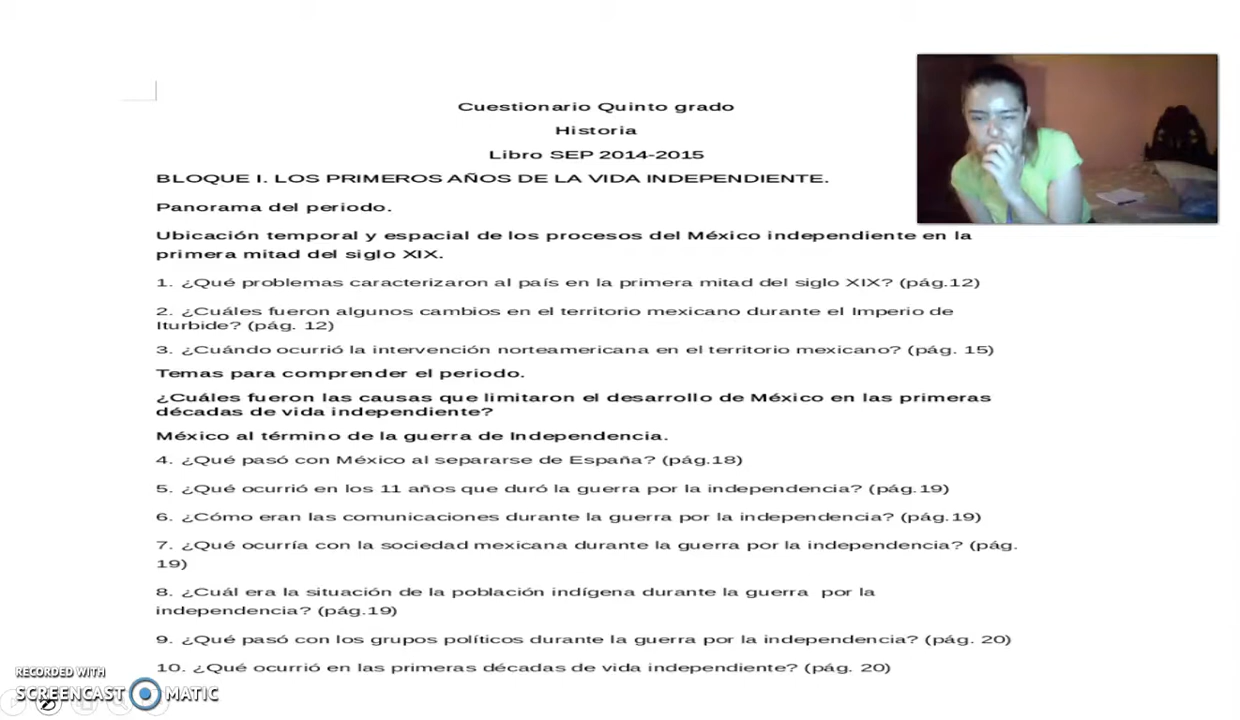 Cuestionario Quinto grado
Historia
Libro SEP 2014-2015
BLOQUE I. LOS PRIMEROS AÑOS DE LA VIDA INDEPENDIENTE.
Panorama del periodo.
Ubicación temporal y espacial de los procesos del México independiente en la
primera mitad del siglo XIX.
1. ¿Qué problemas caracterizaron al país en la primera mitad del siglo XIX? (pág.12)
2. ¿Cuáles fueron algunos cambios en el territorio mexicano durante el Imperio de
Iturbide? (pág. 12)
3. ¿Cuándo ocurrió la intervención norteamericana en el territorio mexicano? (pág. 15)
Temas para comprender el periodo.
¿Cuáles fueron las causas que limitaron el desarrollo de México en las primeras
décadas de vida independiente?
México al término de la guerra de Independencia.
4. ¿Qué pasó con México al separarse de España? (pág.18)
5. ¿Qué ocurrió en los 11 años que duró la guerra por la independencia? (pág.19)
6. ¿Cómo eran las comunicaciones durante la guerra por la independencia? (pág.19)
7. ¿Qué ocurría con la sociedad mexicana durante la guerra por la independencia? (pág.
19)
8. ¿Cuál era la situación de la población indígena durante la guerra por la
independencia? (pág.19)
9. ¿Qué pasó con los grupos políticos durante la guerra por la independencia? (pág. 20)
10. ¿Qué ocurrió en las primeras décadas de vida independiente? (pág. 20)
RECORDED WITH
SCREENCAST MATIC